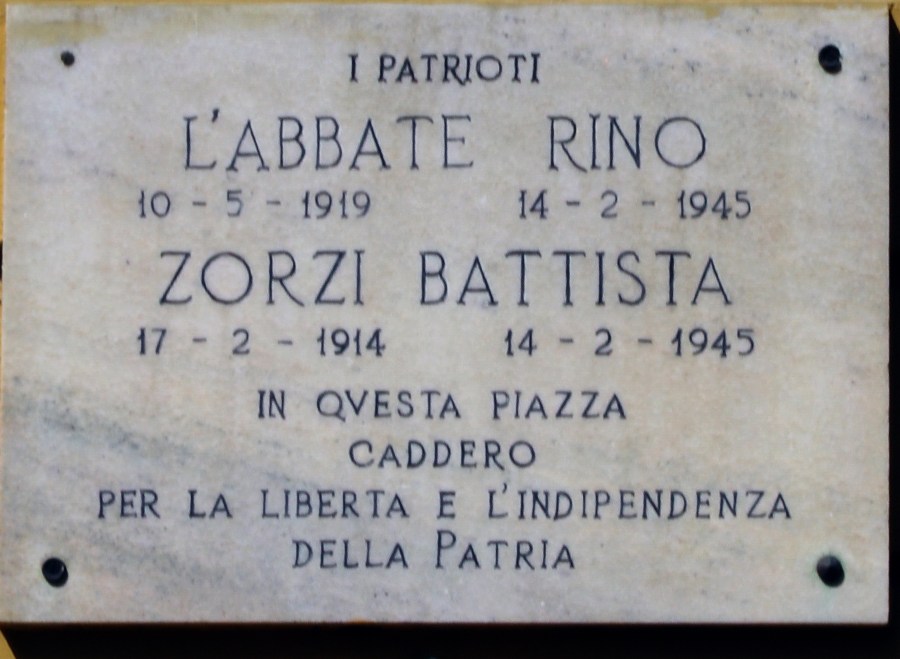 I PATRIOTI
L'ABBATE RINO
10 - 5 - 1919 14 - 2 - 1945
ZORZI BATTISTA
17 - 2 - 1914 14 - 2 - 1945
IN QVESTA PIAZZA
CADDERO
PER LA LIBERTA E L'INDIPENDENZA
DELLA PATRIA